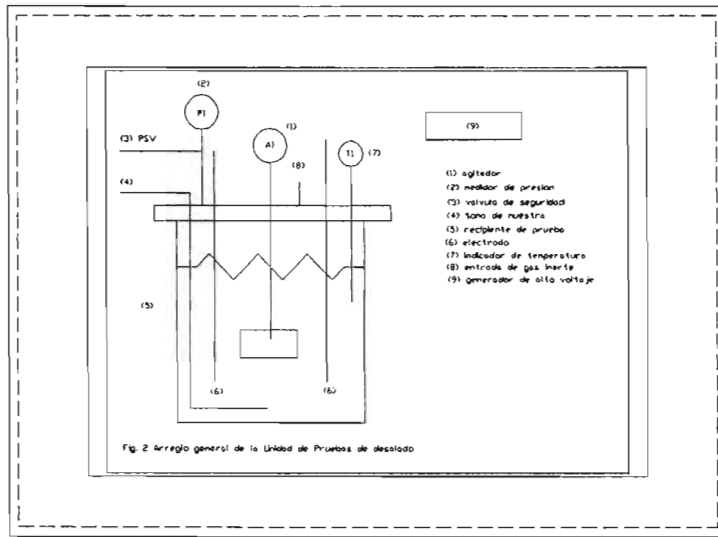 (2)
PI
(1)
(3) PSV
AI
(9)
TI
(7)
(4)
(8)
(1) agitador
(2) medidor de presion
(3) valvula de seguridad
(4) toma de muestra
(5) recipiente de prueba
(6) electrodo
(7) indicador de temperatura
(8) entrada de gas inerte
(9) generador de alto voltaje
(5)
(6)
(6)
Fig. 2 Arreglo general de la Unidad de Pruebas de desalado